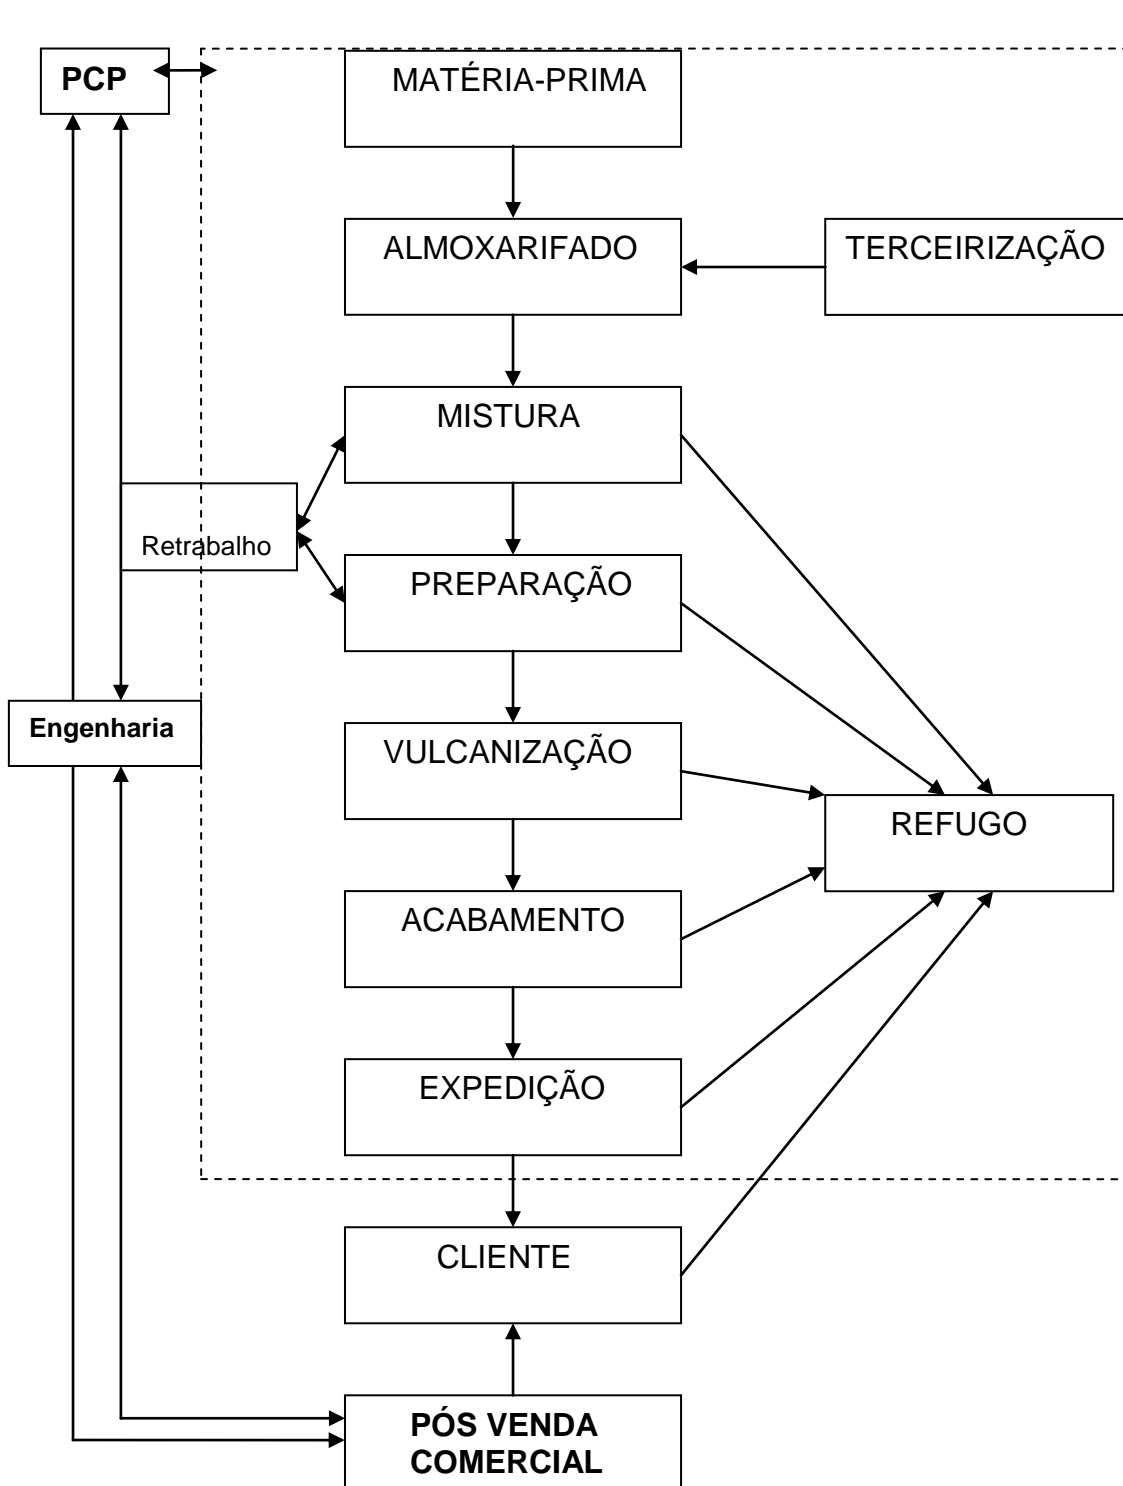 PCP
MATÉRIA-PRIMA
ALMOXARIFADO
TERCEIRIZAÇÃO
MISTURA
Retrabalho
PREPARAÇÃO
Engenharia
VULCANIZAÇÃO
REFUGO
ACABAMENTO
EXPEDIÇÃO
CLIENTE
PÓS VENDA
COMERCIAL